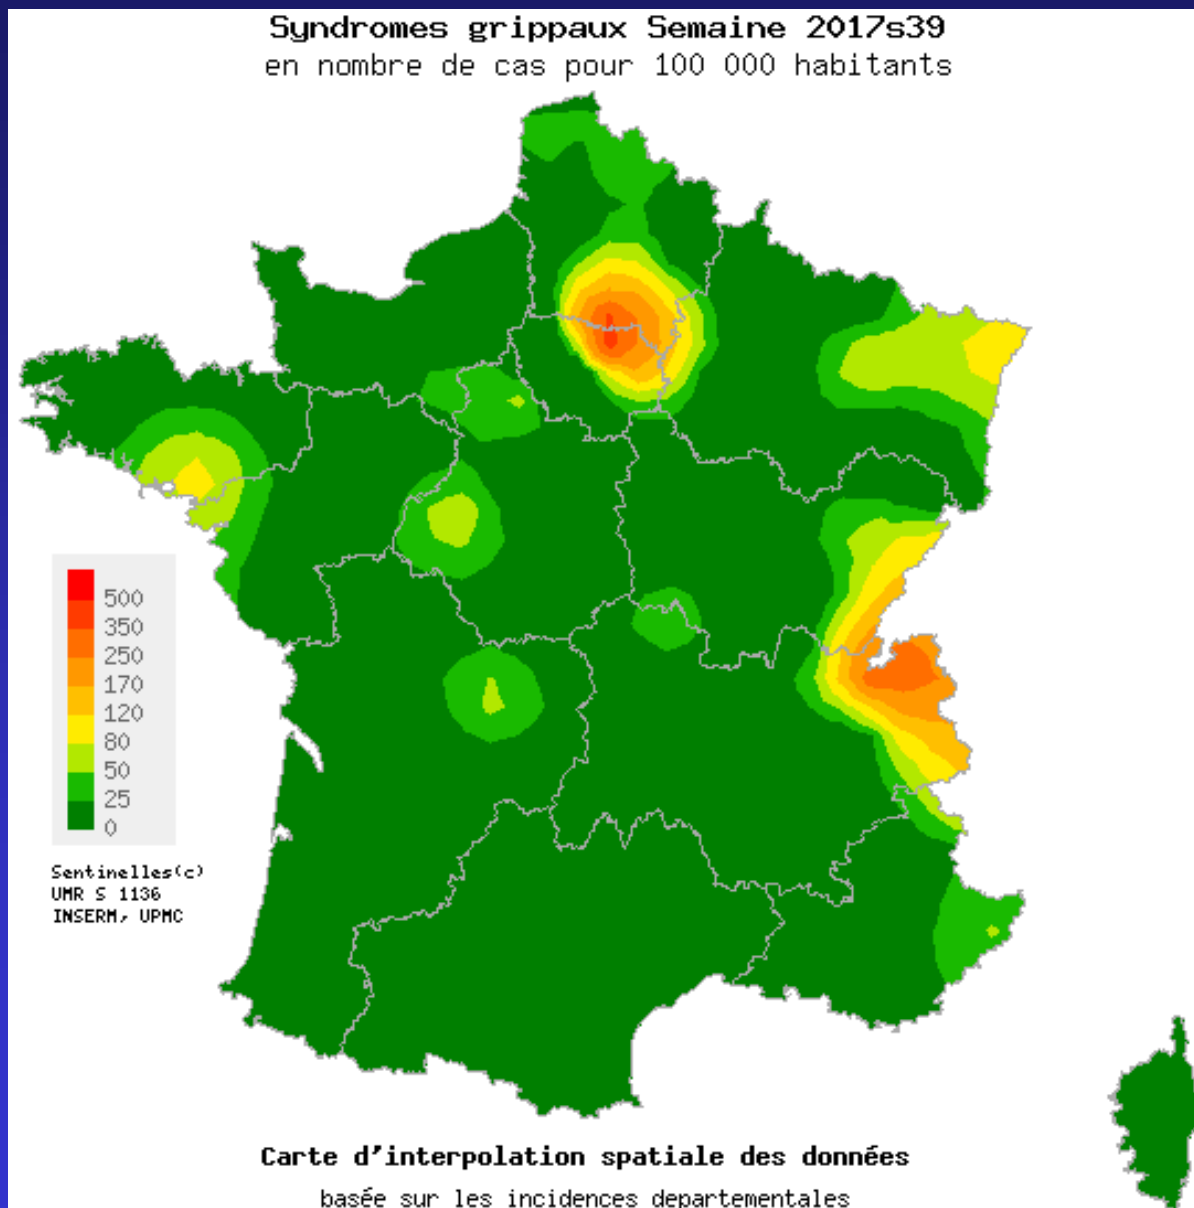 Syndromes grippaux Semaine 2017s39
en nombre de cas pour 100 000 habitants
500
350
250
170
120
80
50
25
0
Sentinelles(c)
UMR S 1136
INSERM, UPMC
Carte d'interpolation spatiale des données
basée sur les incidences departementales